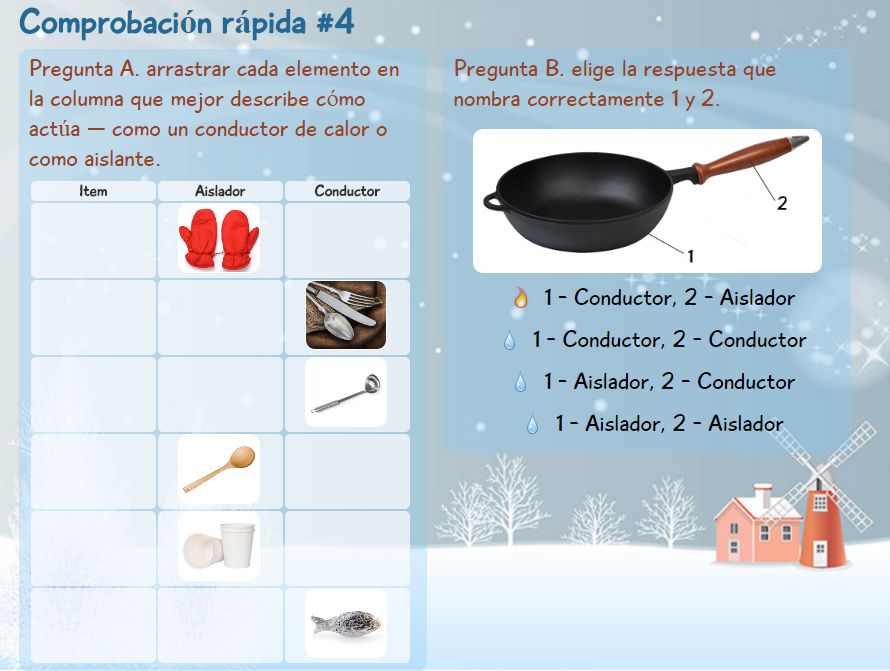 Comprobación rápida #4
Pregunta A. arrastrar cada elemento en
la columna que mejor describe cómo
actúa — como un conductor de calor o
como aislante.
Item Aislador Conductor
Pregunta B. elige la respuesta que
nombra correctamente 1 y 2.
2
1
1 - Conductor, 2 - Aislador
1 - Conductor, 2 - Conductor
1 - Aislador, 2 - Conductor
1 - Aislador, 2 - Aislador